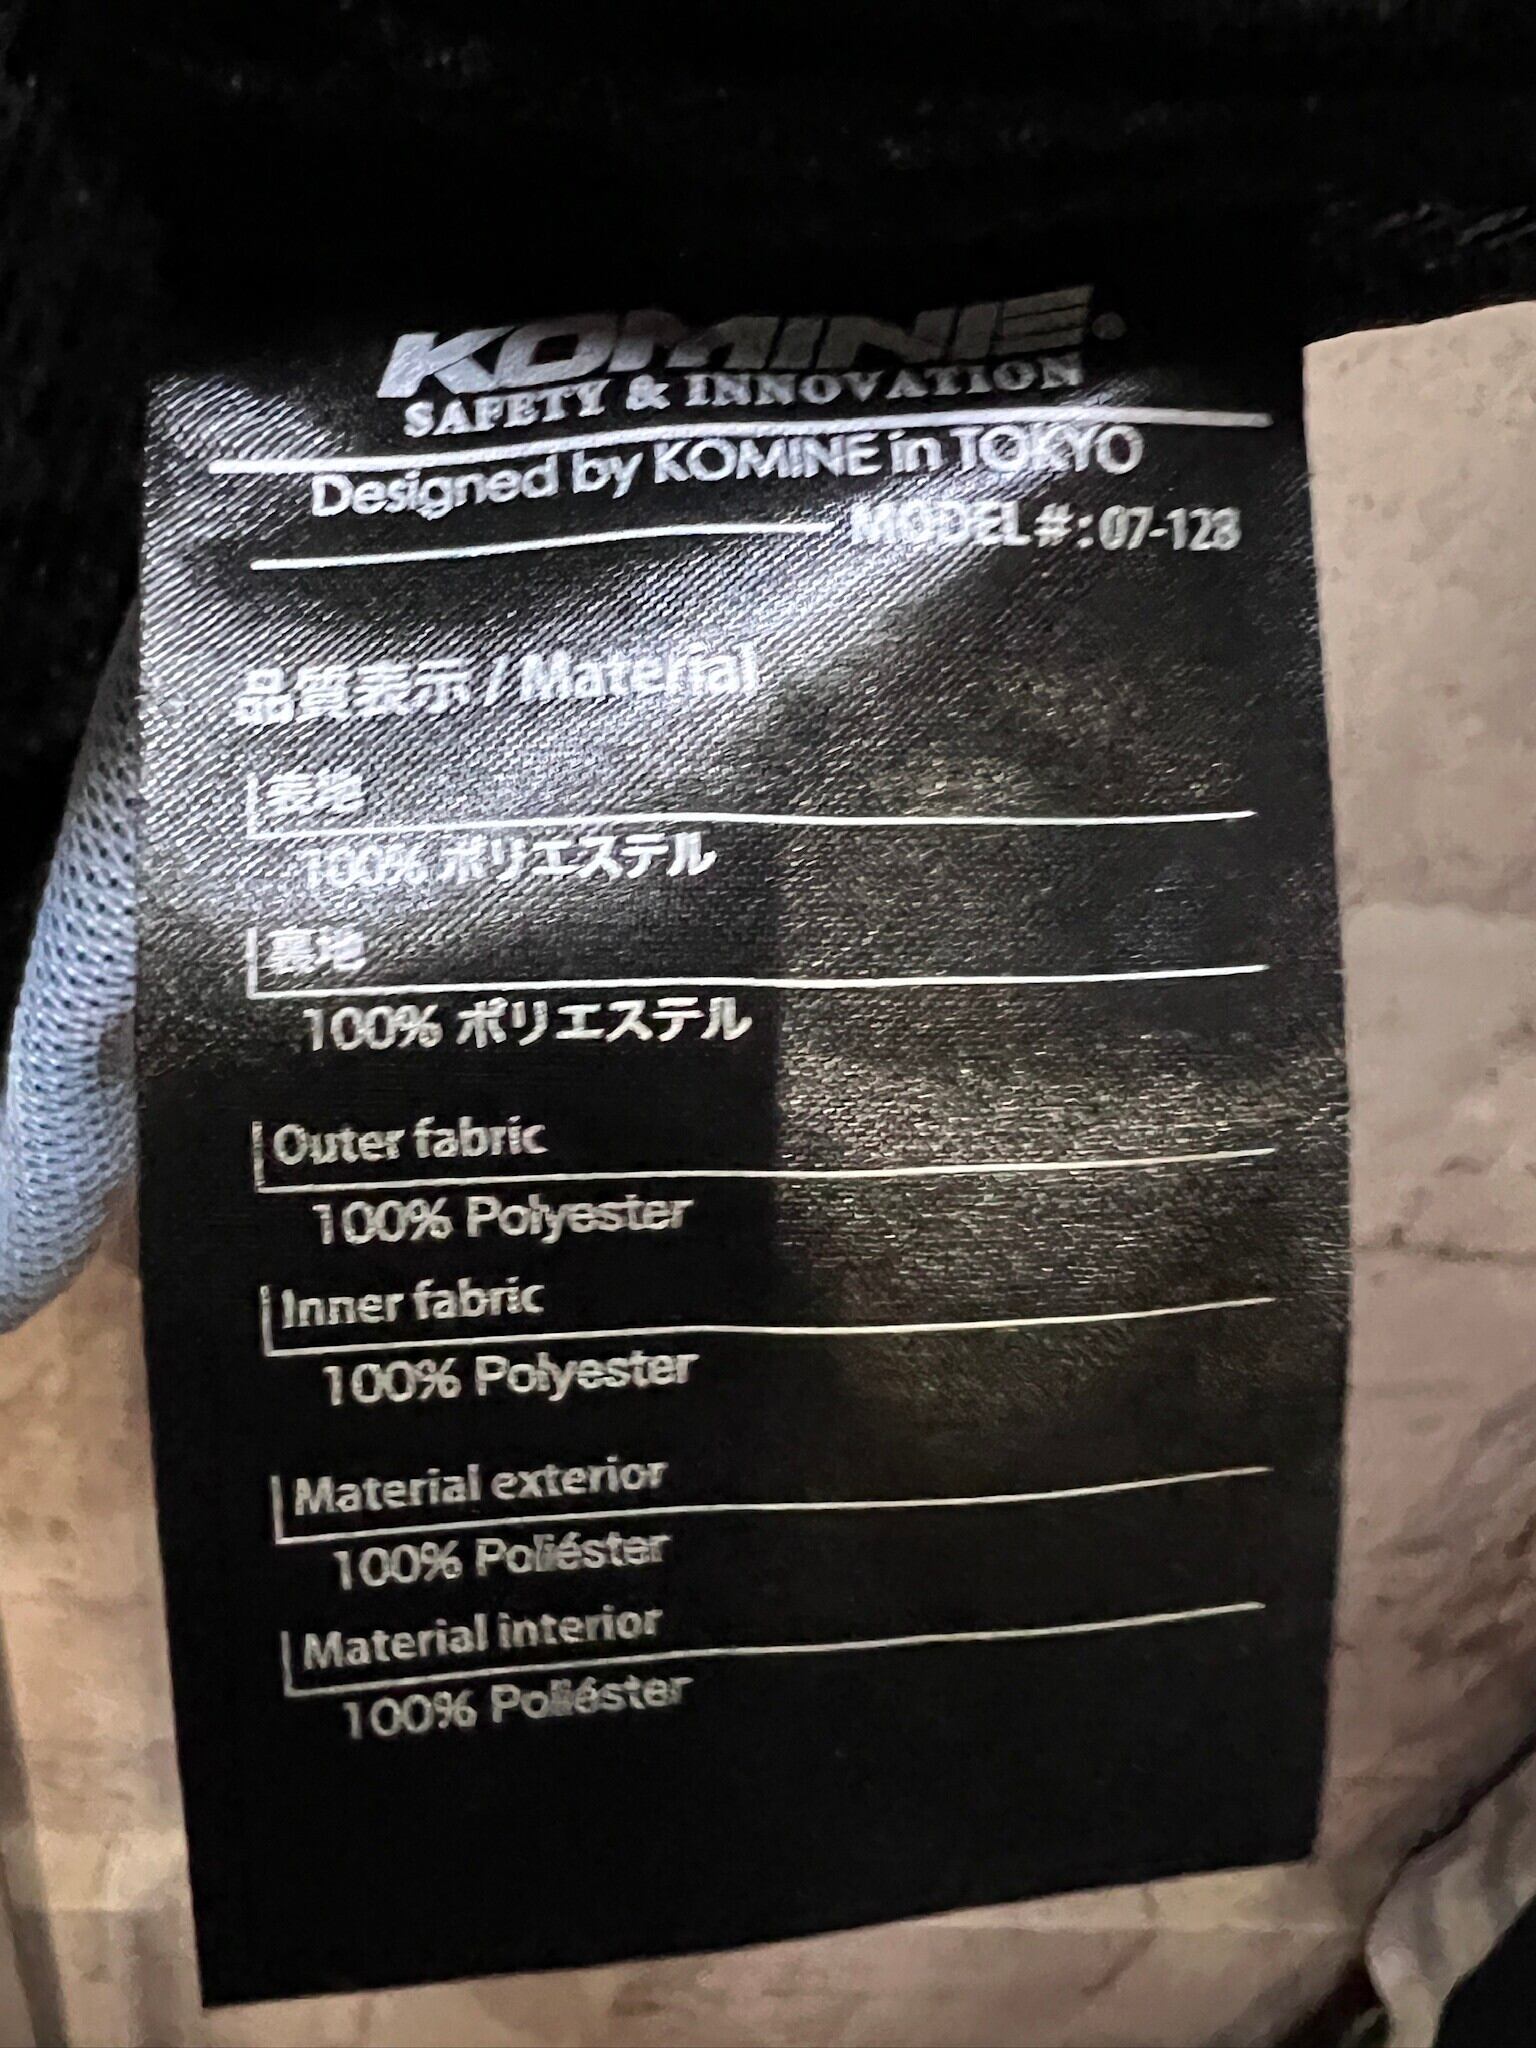 KOMINE
SAFETY & INNOVATION
Designed by KOMINE in TOKYO
MODEL#: 07-128
品質表示 / Material
表地
100% ポリエステル
裏地
100% ポリエステル
Outer fabric
100% Polyester
Inner fabric
100% Polyester
Material exterior
100% Poliéster
Material interior
100% Poliéster